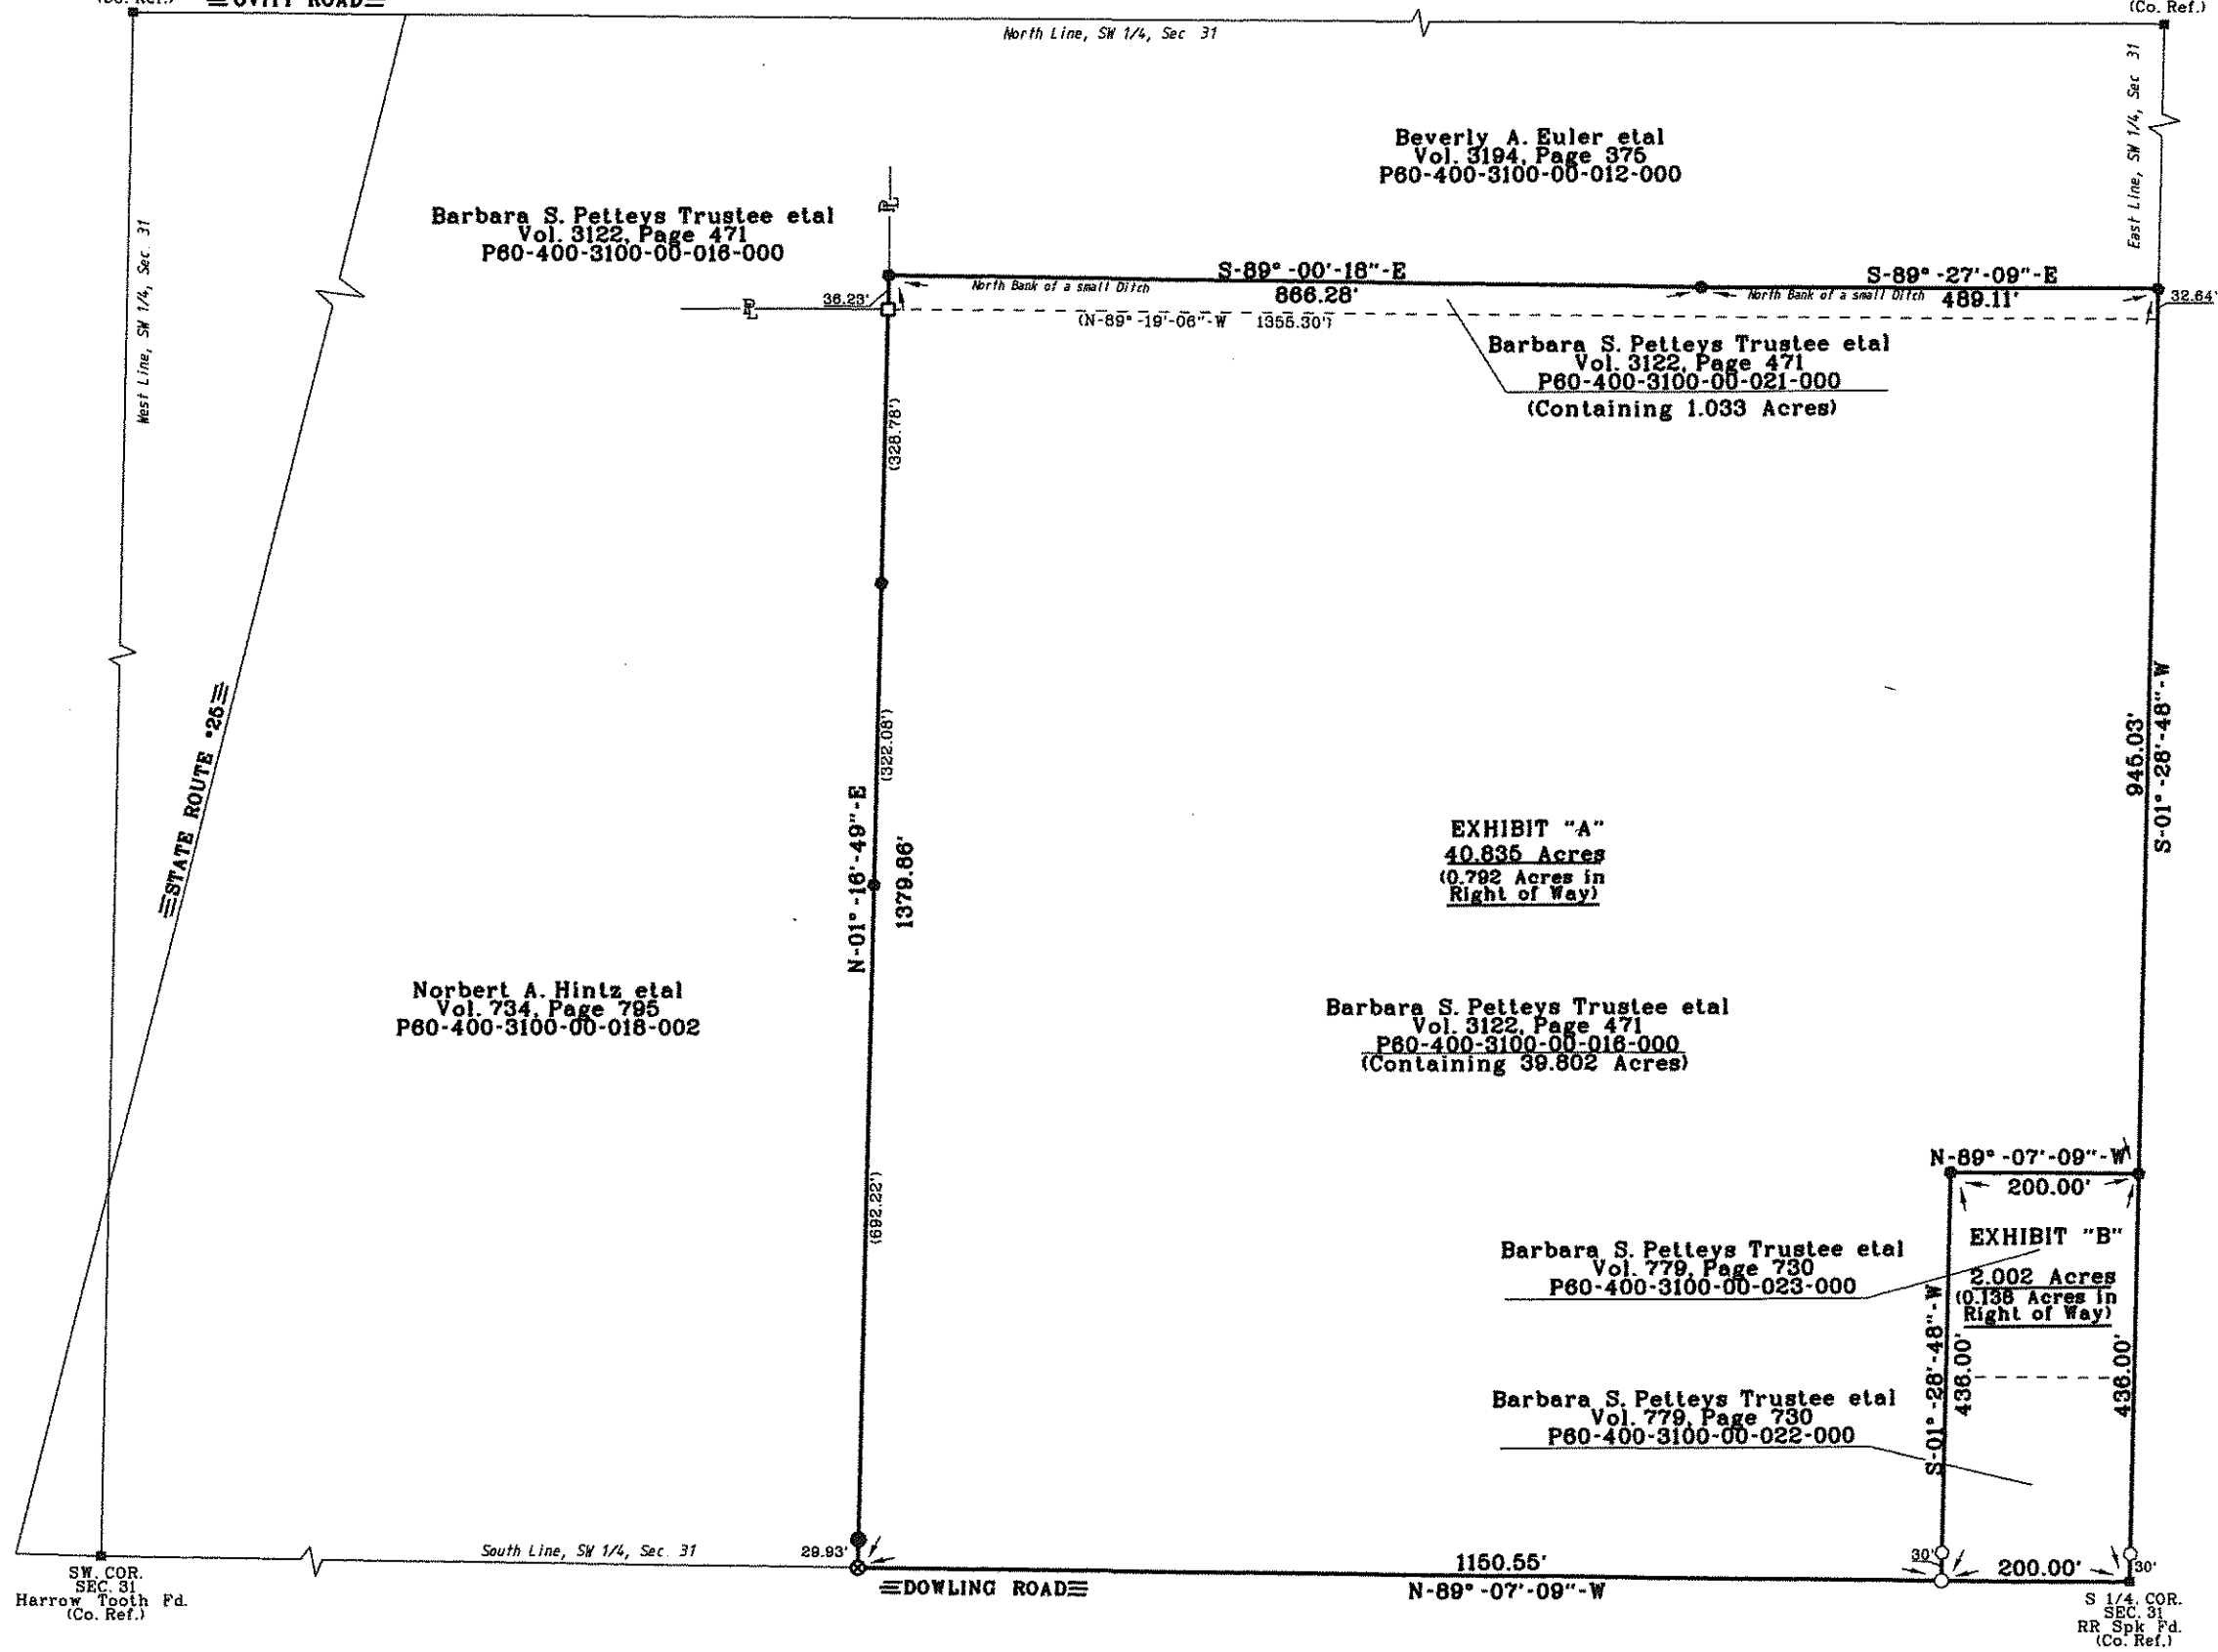 (Co. Ref.)
North Line, SW 1/4, Sec 31
East Line, SW 1/4, Sec 31
West Line, SW 1/4, Sec. 31
Beverly A. Euler etal
Vol. 3194, Page 375
P60-400-3100-00-012-000
Barbara S. Petteys Trustee etal
Vol. 3122, Page 471
P60-400-3100-00-016-000
PL
PL
S-89°-00'-18"-E
North Bank of a small Ditch
866.28'
S-89°-27'-09"-E
North Bank of a small Ditch
489.11'
36.23'
32.64'
(N-89°-19'-06"-W 1355.30')
Barbara S. Petteys Trustee etal
Vol. 3122, Page 471
P60-400-3100-00-021-000
(Containing 1.033 Acres)
(328.78')
(322.08')
STATE ROUTE "25
N-01°-16'-49"-E
1379.86'
945.03'
S-01°-28'-48"-W
EXHIBIT "A"
40.835 Acres
(0.792 Acres in
Right of Way)
Norbert A. Hintz etal
Vol. 734, Page 795
P60-400-3100-00-018-002
Barbara S. Petteys Trustee etal
Vol. 3122, Page 471
P60-400-3100-00-016-000
(Containing 39.802 Acres)
(692.22')
N-89°-07'-09"-W
200.00'
EXHIBIT "B"
2.002 Acres
(0.138 Acres in
Right of Way)
Barbara S. Petteys Trustee etal
Vol. 779, Page 730
P60-400-3100-00-023-000
S-01°-28'-48"-W
436.00'
436.00'
Barbara S. Petteys Trustee etal
Vol. 779, Page 730
P60-400-3100-00-022-000
South Line, SW 1/4, Sec. 31
29.93'
DOWLING ROAD
1150.55'
N-89°-07'-09"-W
30'
200.00'
30'
SW. COR.
SEC. 31
Harrow Tooth Fd.
(Co. Ref.)
S 1/4. COR.
SEC. 31
RR Spk Fd.
(Co. Ref.)